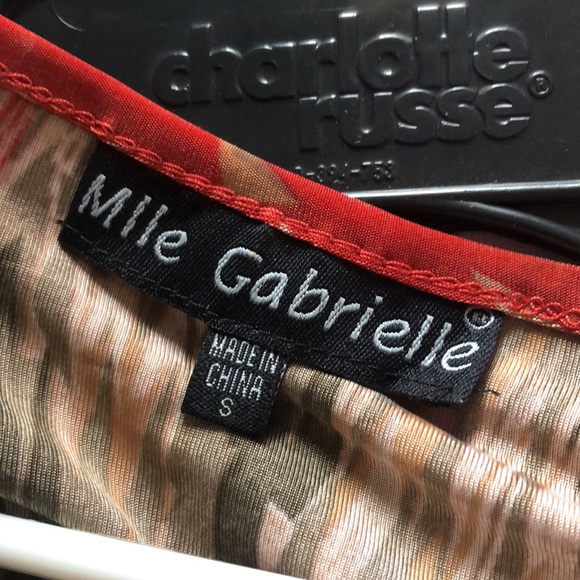 charlotte
russe®
Mlle Gabrielle
MADE IN
CHINA
S